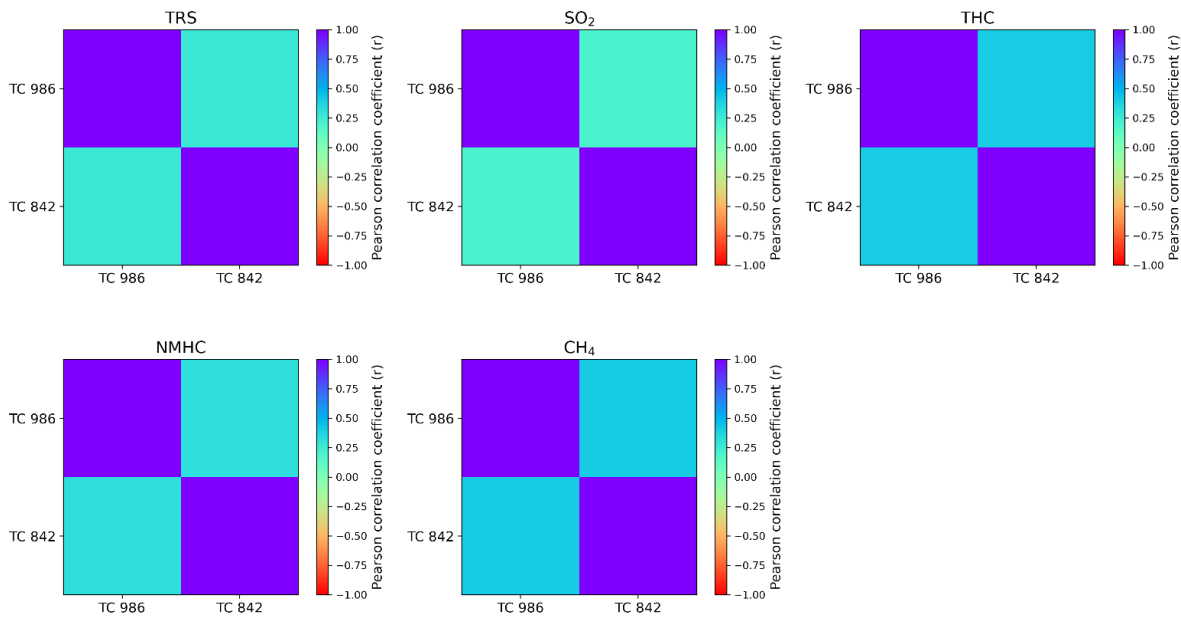 TRS
TC 986
TC 842
TC 986
TC 842
1.00
0.75
0.50
0.25
0.00
−0.25
−0.50
−0.75
−1.00
Pearson correlation coefficient (r)
SO₂
TC 986
TC 842
TC 986
TC 842
1.00
0.75
0.50
0.25
0.00
−0.25
−0.50
−0.75
−1.00
Pearson correlation coefficient (r)
THC
TC 986
TC 842
TC 986
TC 842
1.00
0.75
0.50
0.25
0.00
−0.25
−0.50
−0.75
−1.00
Pearson correlation coefficient (r)
NMHC
TC 986
TC 842
TC 986
TC 842
1.00
0.75
0.50
0.25
0.00
−0.25
−0.50
−0.75
−1.00
Pearson correlation coefficient (r)
CH₄
TC 986
TC 842
TC 986
TC 842
1.00
0.75
0.50
0.25
0.00
−0.25
−0.50
−0.75
−1.00
Pearson correlation coefficient (r)